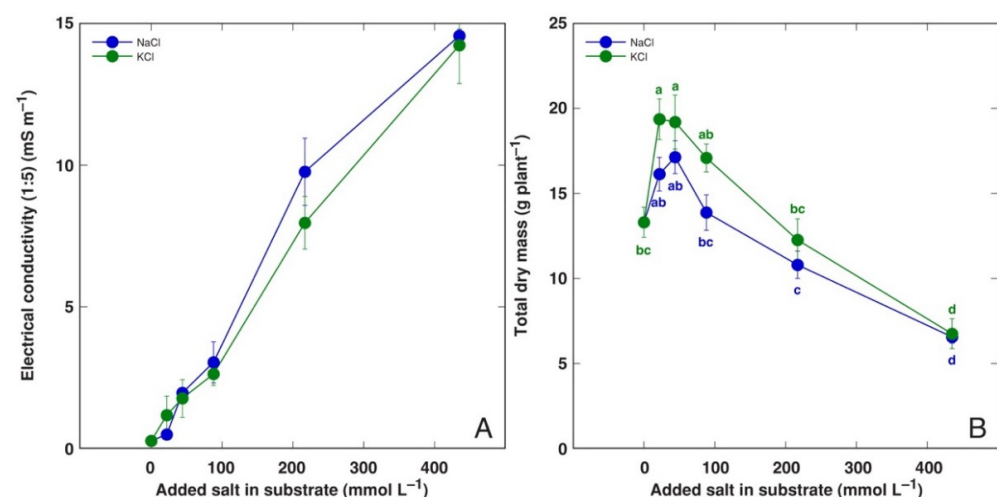 15
NaCl
KCl
10
5
0
Electrical conductivity (1:5) (mS m⁻¹)
0
100
200
300
400
Added salt in substrate (mmol L⁻¹)
A
25
NaCl
KCl
20
15
10
5
0
Total dry mass (g plant⁻¹)
a
a
ab
ab
ab
bc
bc
bc
c
d
d
0
100
200
300
400
Added salt in substrate (mmol L⁻¹)
B